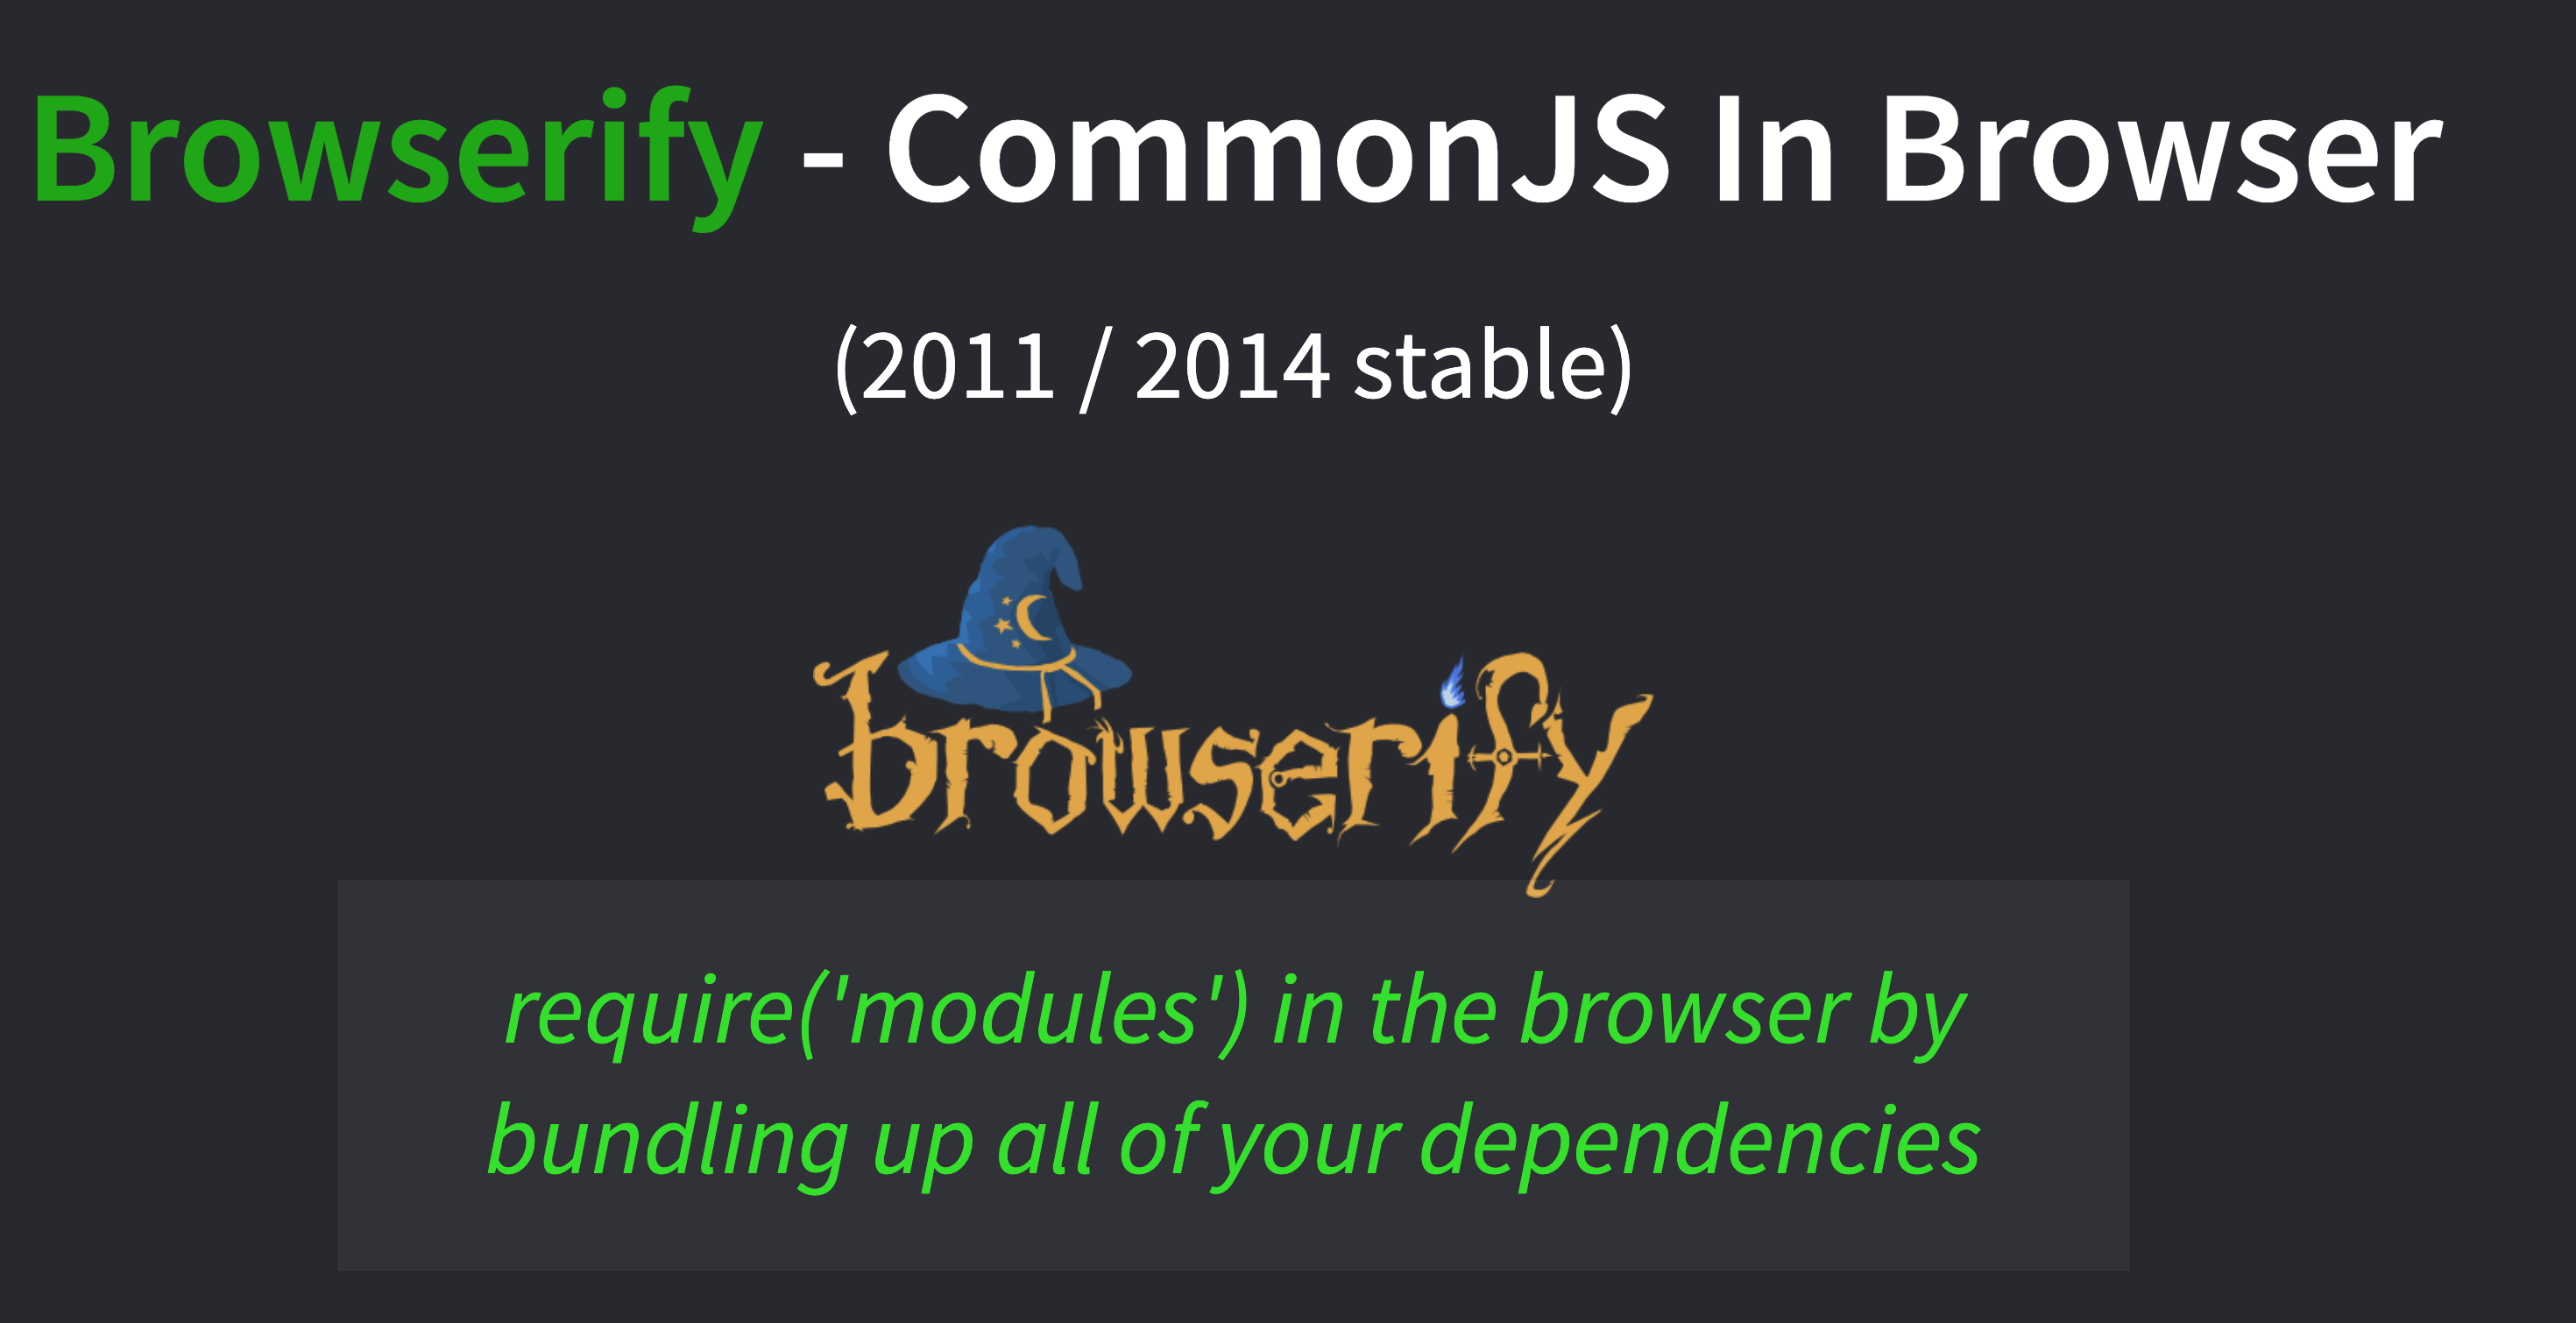 Browserify - CommonJS In Browser
(2011 / 2014 stable)
browserify
require('modules') in the browser by
bundling up all of your dependencies